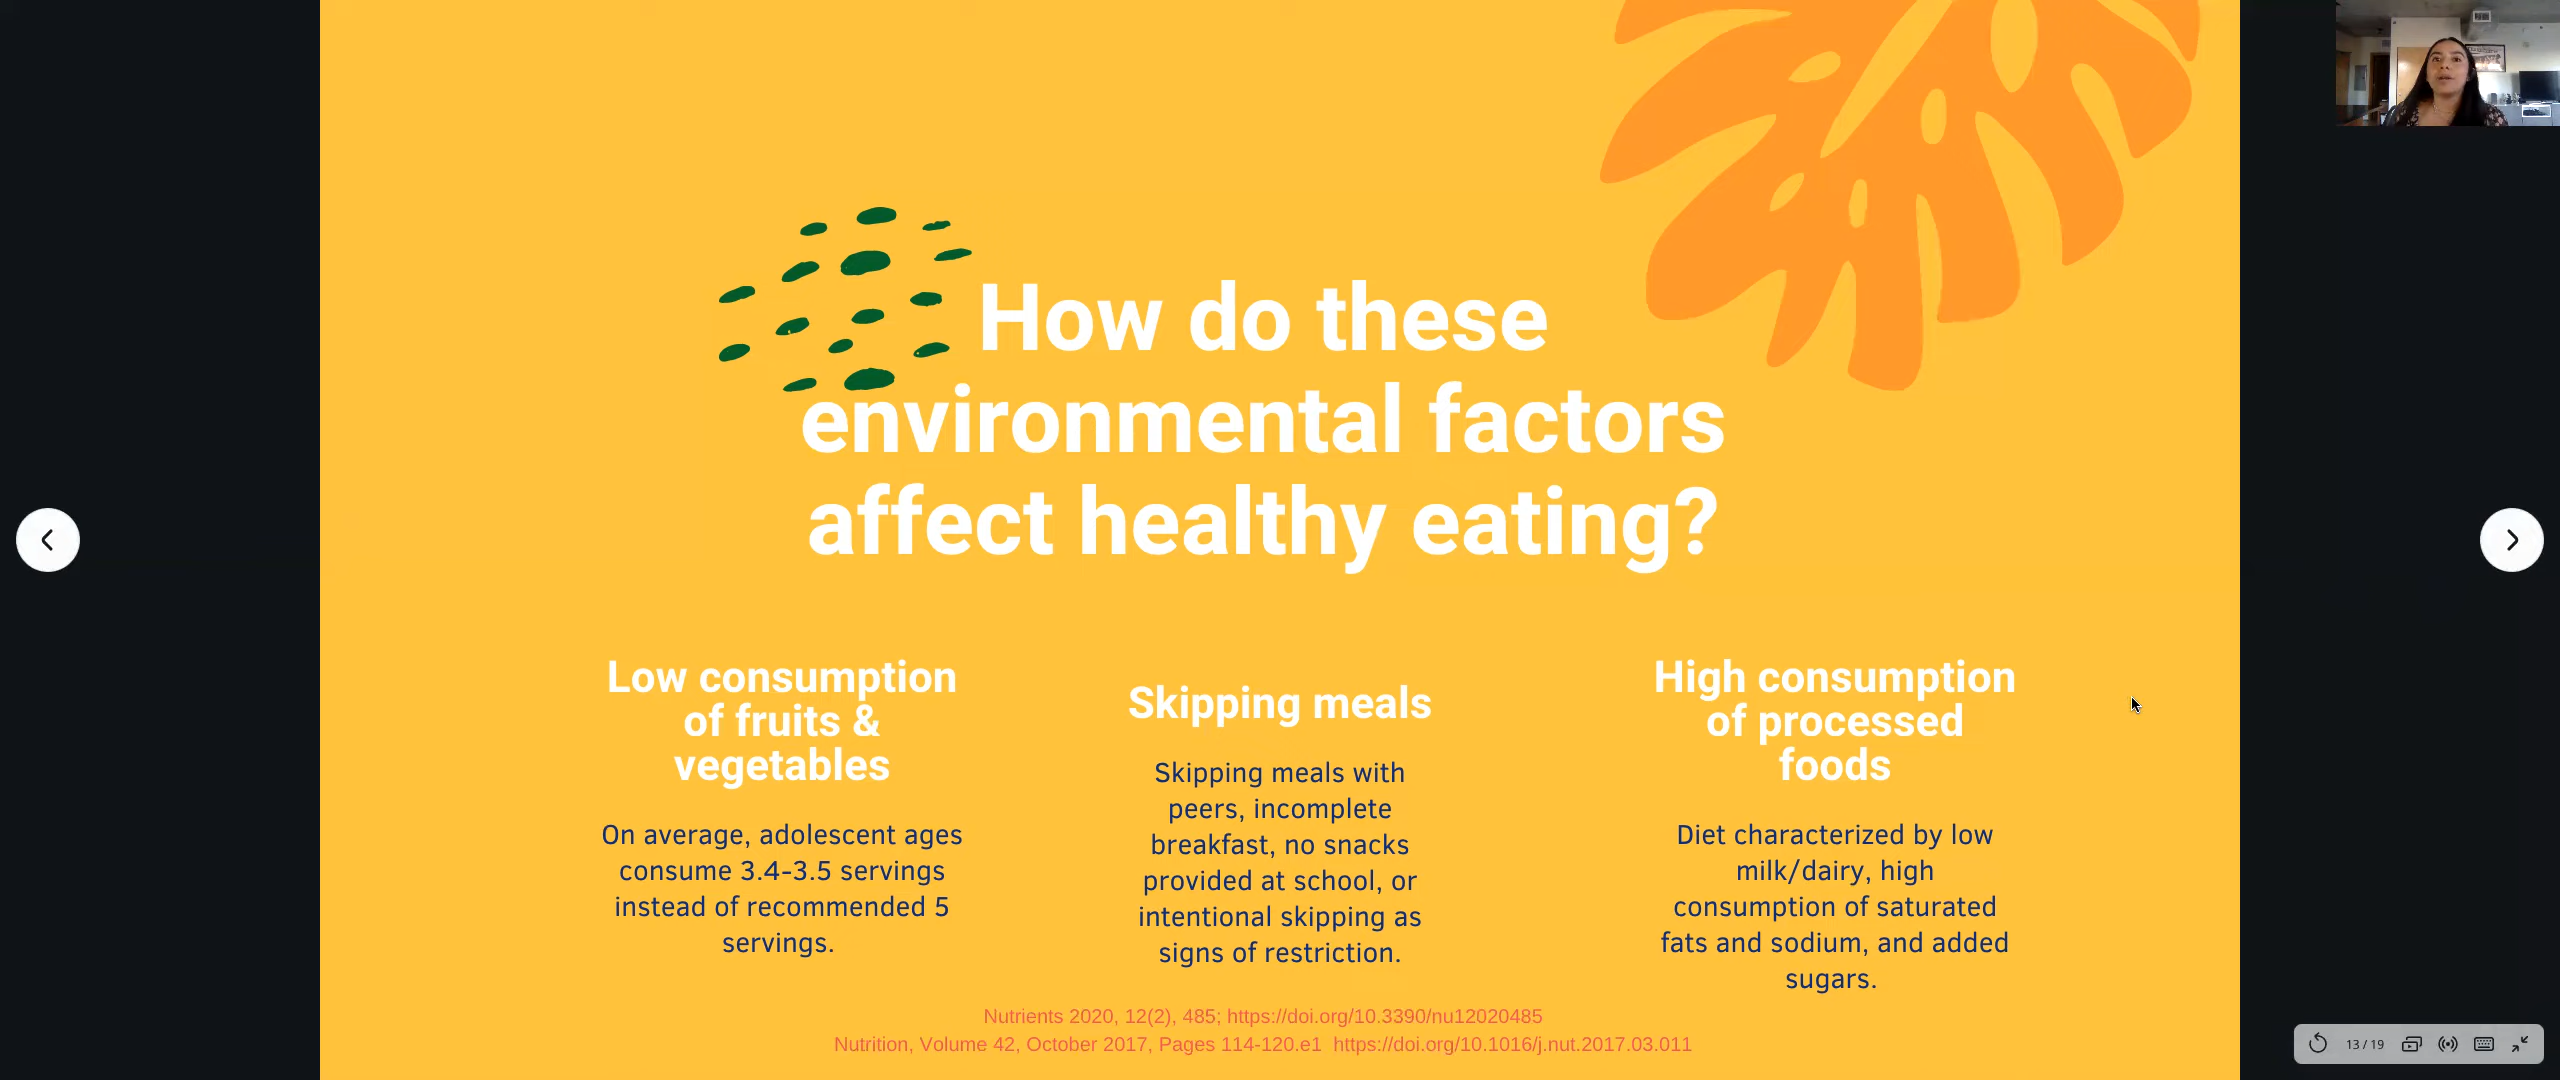 How do these
environmental factors
affect healthy eating?
Low consumption
of fruits &
vegetables
On average, adolescent ages
consume 3.4-3.5 servings
instead of recommended 5
servings.
Skipping meals
Skipping meals with
peers, incomplete
breakfast, no snacks
provided at school, or
intentional skipping as
signs of restriction.
High consumption
of processed
foods
Diet characterized by low
milk/dairy, high
consumption of saturated
fats and sodium, and added
sugars.
Nutrients 2020, 12(2), 485; https://doi.org/10.3390/nu12020485
Nutrition, Volume 42, October 2017, Pages 114-120.e1 https://doi.org/10.1016/j.nut.2017.03.011
13 / 19